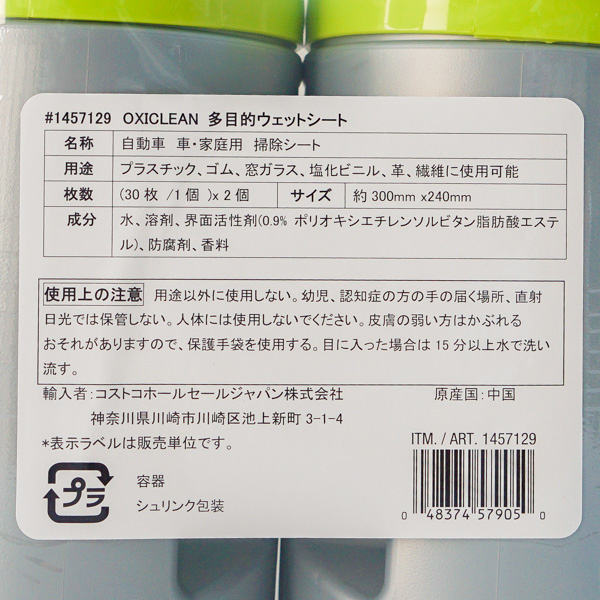 #1457129 OXICLEAN 多目的ウェットシート
名称 自動車 車・家庭用 掃除シート
用途 プラスチック、ゴム、窓ガラス、塩化ビニル、革、繊維に使用可能
枚数 (30枚 /1個 )x 2個 サイズ 約300mm x240mm
成分 水、溶剤、界面活性剤(0.9% ポリオキシエチレンソルビタン脂肪酸エステ
ル)、防腐剤、香料
使用上の注意 用途以外に使用しない。幼児、認知症の方の手の届く場所、直射
日光では保管しない。人体には使用しないでください。皮膚の弱い方はかぶれる
おそれがありますので、保護手袋を使用する。目に入った場合は15分以上水で洗い
流す。
輸入者：コストコホールセールジャパン株式会社 原産国：中国
神奈川県川崎市川崎区池上新町 3-1-4
*表示ラベルは販売単位です。
ITM. / ART. 1457129
プラ
容器
シュリンク包装
0 48374 57905 0